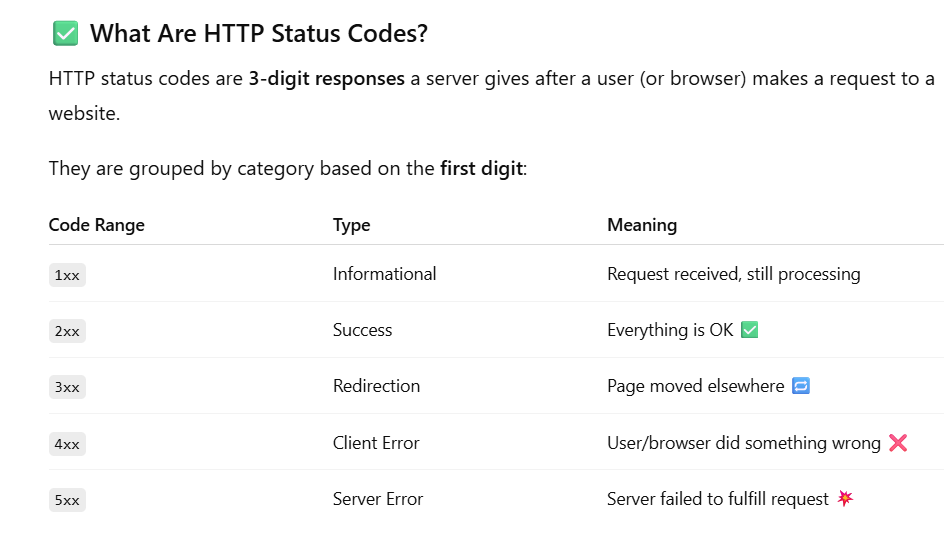 ✅ What Are HTTP Status Codes?
HTTP status codes are 3-digit responses a server gives after a user (or browser) makes a request to a
website.
They are grouped by category based on the first digit:
Code Range Type Meaning
1xx Informational Request received, still processing
2xx Success Everything is OK ✅
3xx Redirection Page moved elsewhere 🔁
4xx Client Error User/browser did something wrong ❌
5xx Server Error Server failed to fulfill request 💥